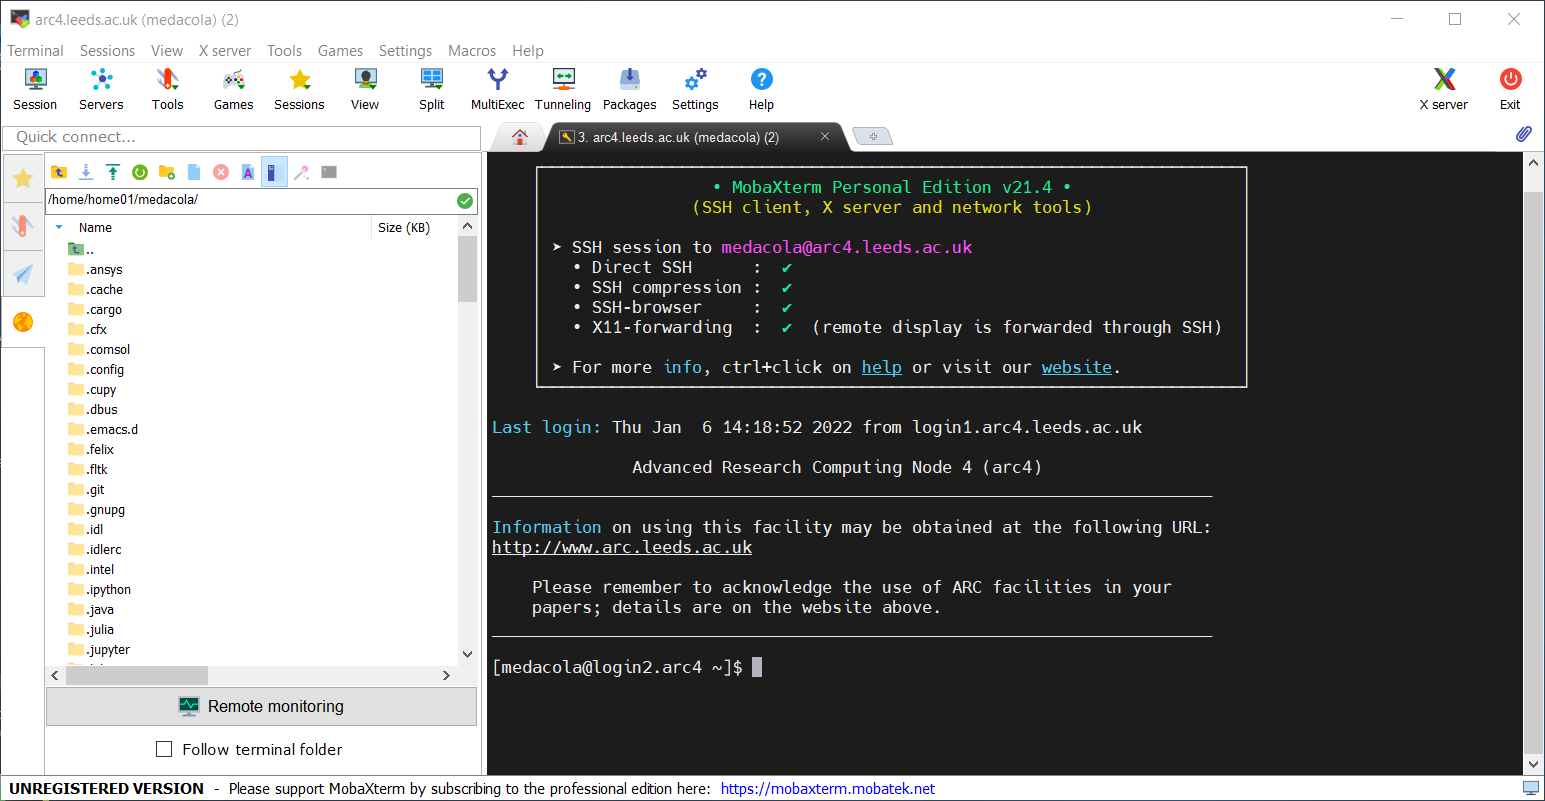 arc4.leeds.ac.uk (medacola) (2)
Terminal Sessions View X server Tools Games Settings Macros Help
Session Servers Tools Games Sessions View Split MultiExec Tunneling Packages Settings Help X server Exit
Quick connect...
3. arc4.leeds.ac.uk (medacola) (2)
/home/home01/medacola/
Name Size (KB)
..
.ansys
.cache
.cargo
.cfx
.comsol
.config
.cupy
.dbus
.emacs.d
.felix
.fltk
.git
.gnupg
.idl
.idlerc
.intel
.ipython
.java
.julia
.jupyter
Remote monitoring
Follow terminal folder
• MobaXterm Personal Edition v21.4 •
(SSH client, X server and network tools)
➤ SSH session to medacola@arc4.leeds.ac.uk
• Direct SSH : ✔
• SSH compression : ✔
• SSH-browser : ✔
• X11-forwarding : ✔ (remote display is forwarded through SSH)
➤ For more info, ctrl+click on help or visit our website.
Last login: Thu Jan 6 14:18:52 2022 from login1.arc4.leeds.ac.uk
Advanced Research Computing Node 4 (arc4)
Information on using this facility may be obtained at the following URL:
http://www.arc.leeds.ac.uk
Please remember to acknowledge the use of ARC facilities in your
papers; details are on the website above.
[medacola@login2.arc4 ~]$
UNREGISTERED VERSION - Please support MobaXterm by subscribing to the professional edition here: https://mobaxterm.mobatek.net